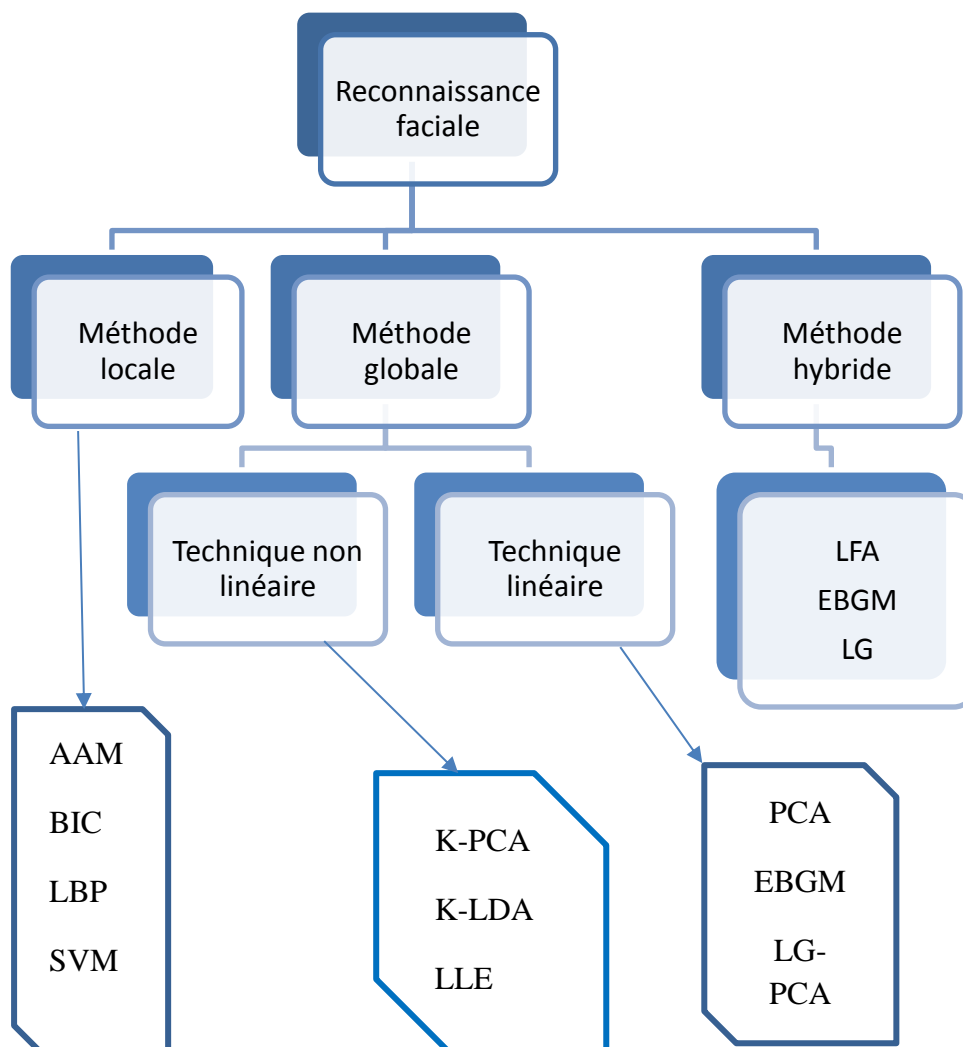 Reconnaissance
faciale
Méthode
locale
Méthode
globale
Méthode
hybride
Technique non
linéaire
Technique
linéaire
LFA
EBGM
LG
AAM
BIC
LBP
SVM
K-PCA
K-LDA
LLE
PCA
EBGM
LG-
PCA